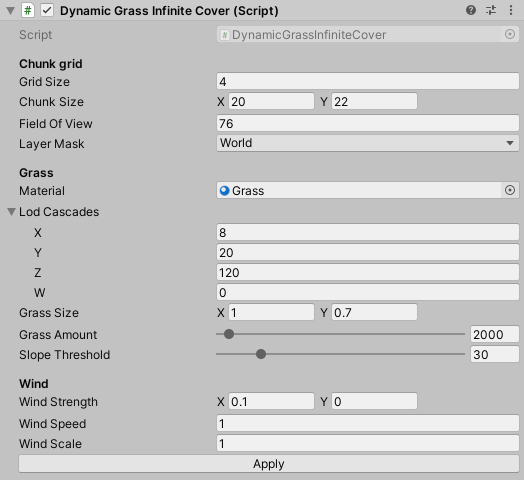 Dynamic Grass Infinite Cover (Script)
Script DynamicGrassInfiniteCover
Chunk grid
Grid Size 4
Chunk Size X 20 Y 22
Field Of View 76
Layer Mask World
Grass
Material Grass
Lod Cascades
X 8
Y 20
Z 120
W 0
Grass Size X 1 Y 0.7
Grass Amount 2000
Slope Threshold 30
Wind
Wind Strength X 0.1 Y 0
Wind Speed 1
Wind Scale 1
Apply